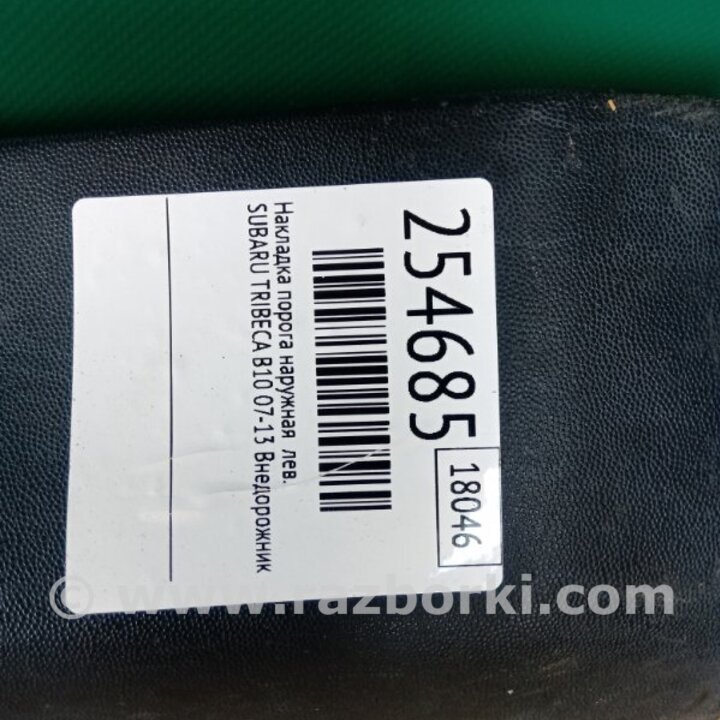 254685
18046
Накладка порога наружная лев.
SUBARU TRIBECA B10 07-13 Внедорожник
© www.razborki.com